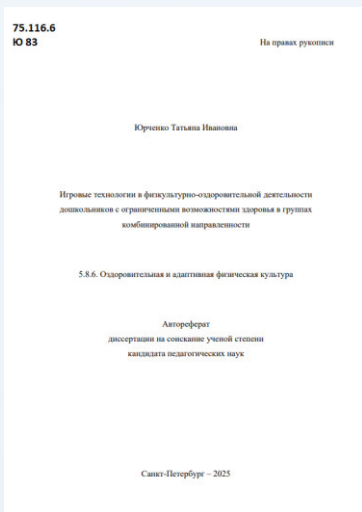 75.116.6
Ю 83
На правах рукописи
Юрченко Татьяна Ивановна
Игровые технологии в физкультурно-оздоровительной деятельности
дошкольников с ограниченными возможностями здоровья в группах
комбинированной направленности
5.8.6. Оздоровительная и адаптивная физическая культура
Автореферат
диссертации на соискание ученой степени
кандидата педагогических наук
Санкт-Петербург – 2025